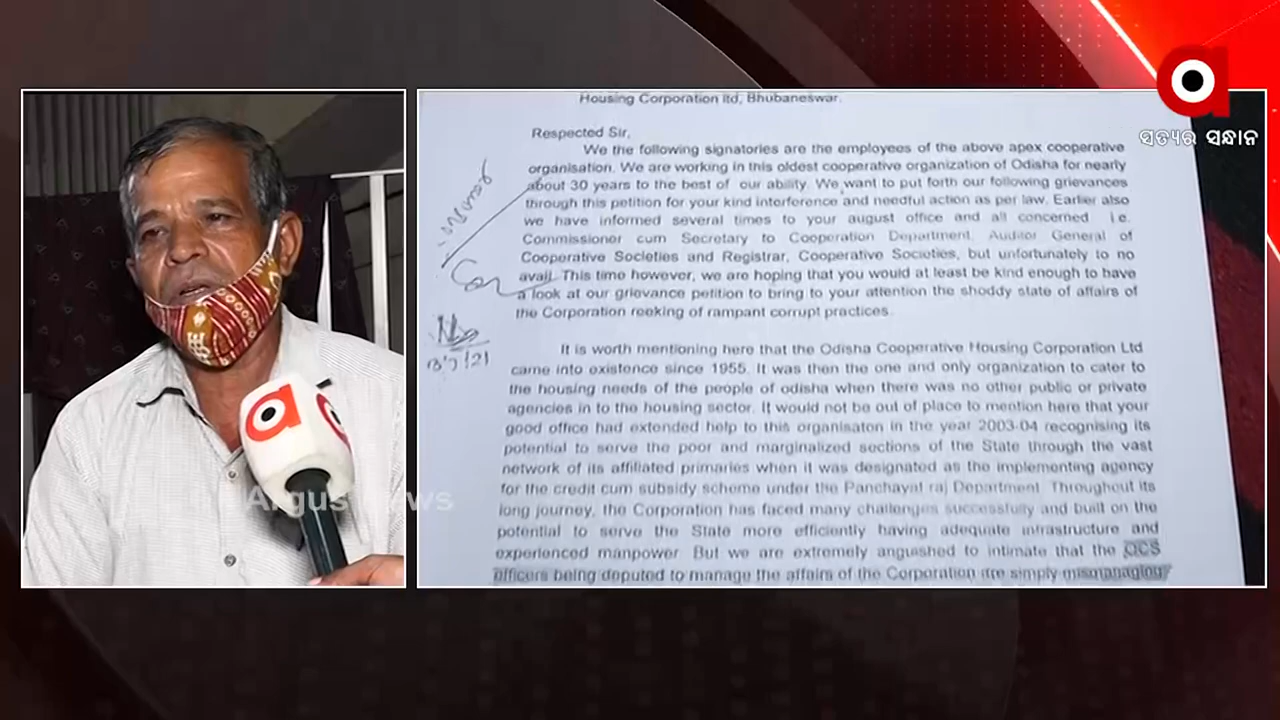 Housing Corporation ltd, Bhubaneswar.
ସତ୍ୟର ସନ୍ଧାନ
Respected Sir,
We the following signatories are the employees of the above apex cooperative
organisation. We are working in this oldest cooperative organization of Odisha for nearly
about 30 years to the best of our ability. We want to put forth our following grievances
through this petition for your kind interference and needful action as per law. Earlier also
we have informed several times to your august office and all concerned i.e.
Commissioner cum Secretary to Cooperation Department, Auditor General of
Cooperative Societies and Registrar, Cooperative Societies, but unfortunately to no
avail. This time however, we are hoping that you would at least be kind enough to have
a look at our grievance petition to bring to your attention the shoddy state of affairs of
the Corporation reeking of rampant corrupt practices.
It is worth mentioning here that the Odisha Cooperative Housing Corporation Ltd
came into existence since 1955. It was then the one and only organization to cater to
the housing needs of the people of odisha when there was no other public or private
agencies in to the housing sector. It would not be out of place to mention here that your
good office had extended help to this organisaton in the year 2003-04 recognising its
potential to serve the poor and marginalized sections of the State through the vast
network of its affiliated primaries when it was designated as the implementing agency
for the credit cum subsidy scheme under the Panchayat raj Department. Throughout its
long journey, the Corporation has faced many challenges successfully and built on the
potential to serve the State more efficiently having adequate infrastructure and
experienced manpower. But we are extremely anguished to intimate that the OCS
officers being deputed to manage the affairs of the Corporation are simply mismanaging
Argus News